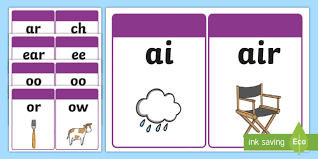 ar ch
ear ee
oo oo
or ow
ai air
ink saving
Eco